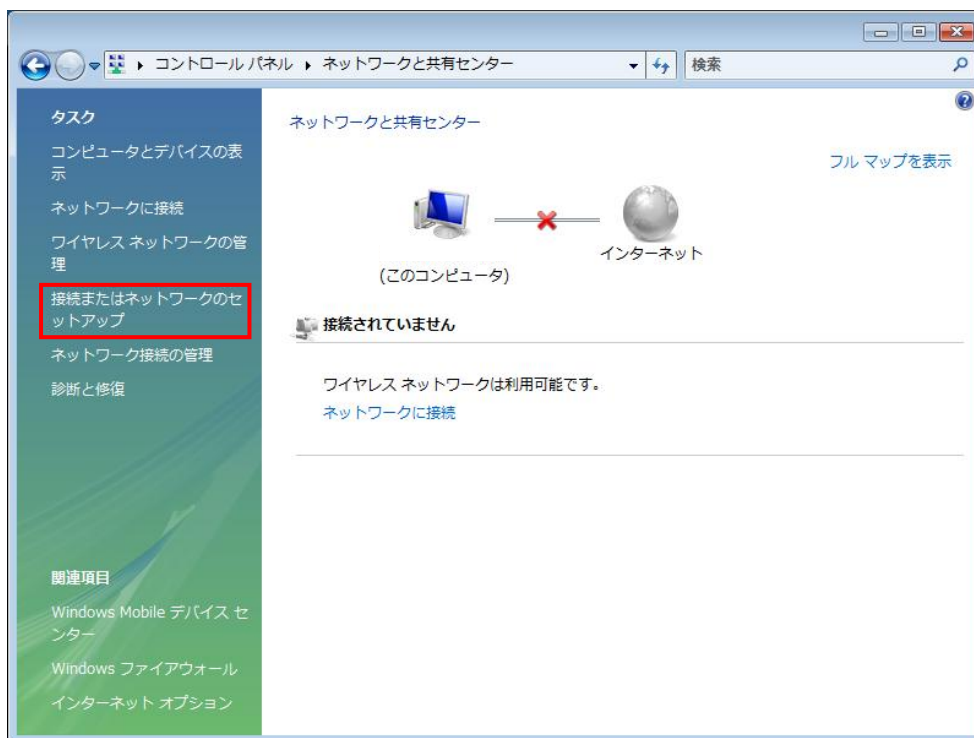 コントロール パネル ▸ ネットワークと共有センター
検索
タスク
コンピュータとデバイスの表
示
ネットワークに接続
ワイヤレス ネットワークの管
理
接続またはネットワークのセ
ットアップ
ネットワーク接続の管理
診断と修復
関連項目
Windows Mobile デバイス セ
ンター
Windows ファイアウォール
インターネット オプション
ネットワークと共有センター
フル マップを表示
インターネット
(このコンピュータ)
接続されていません
ワイヤレス ネットワークは利用可能です。
ネットワークに接続